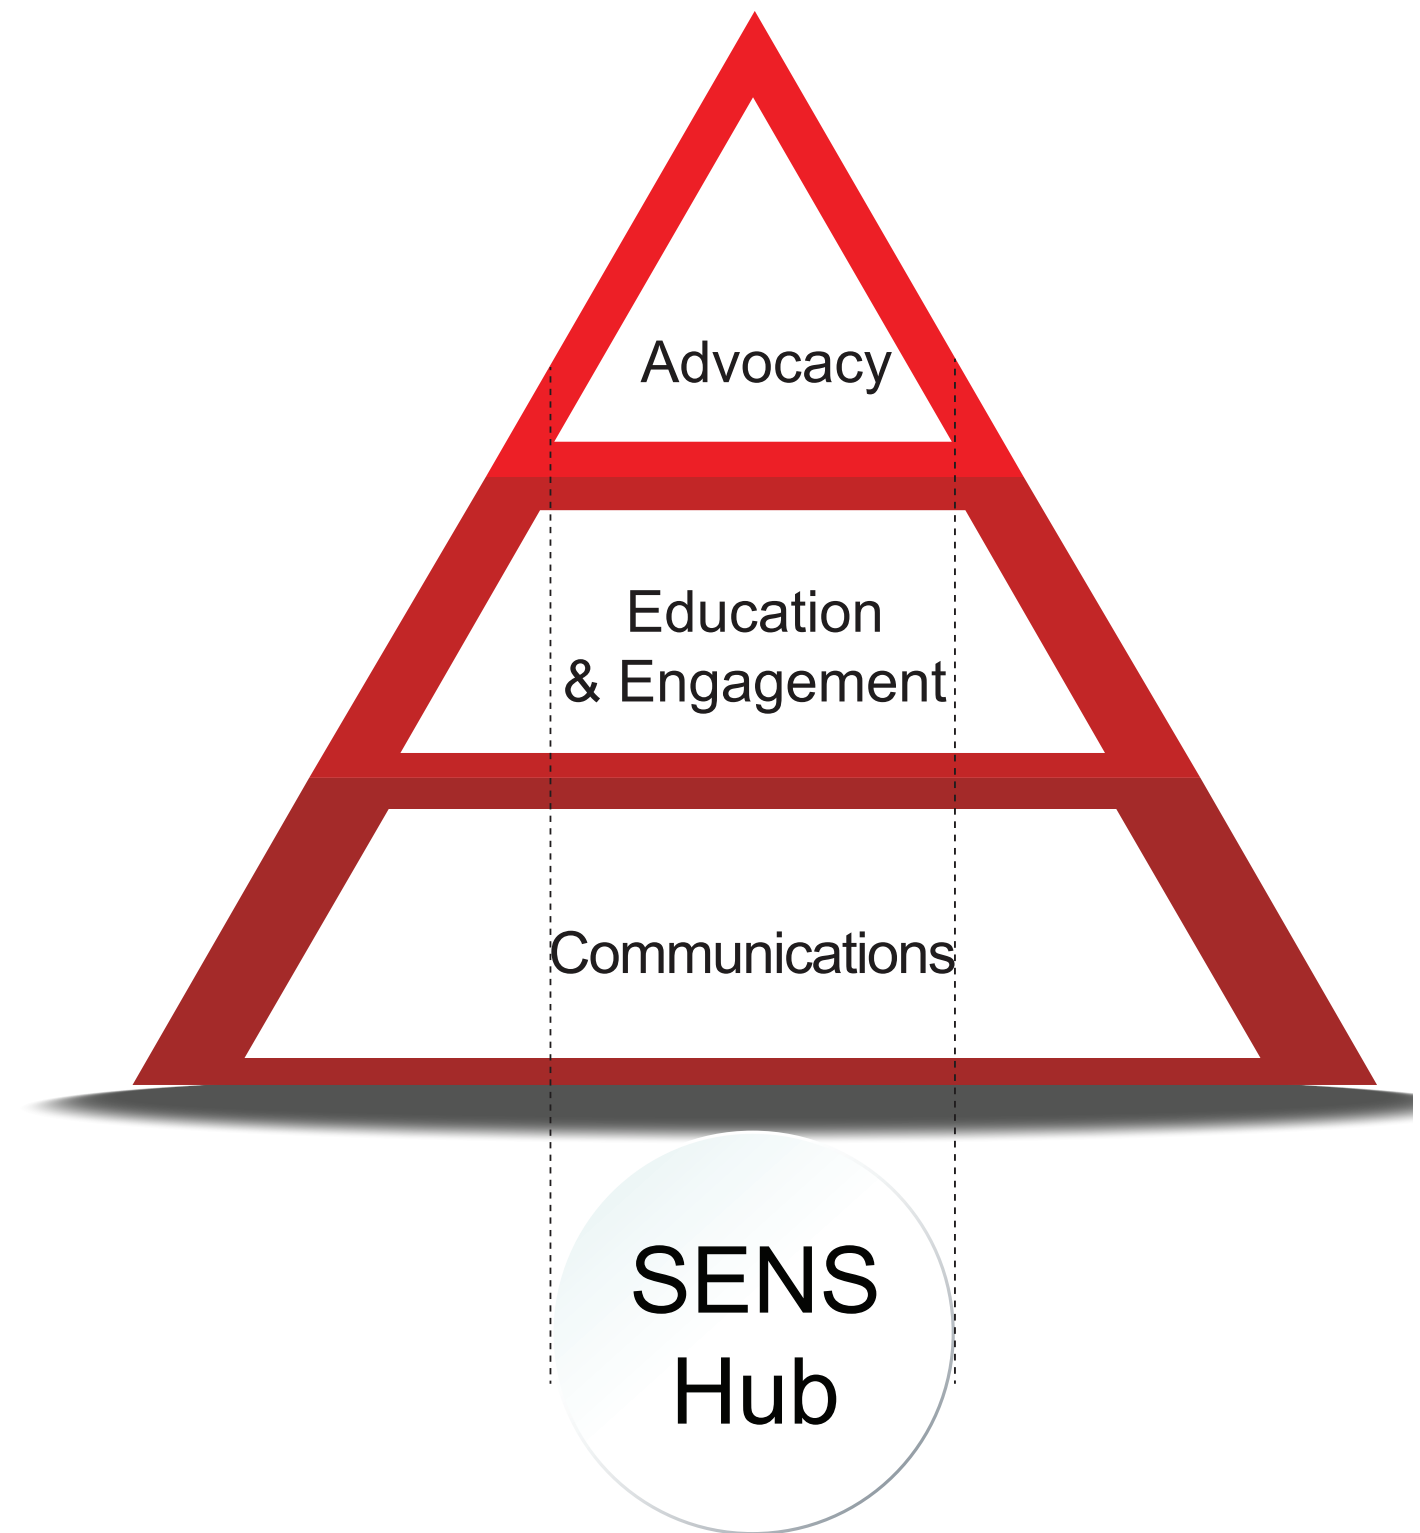 Advocacy
Education
& Engagement
Communications
SENS
Hub